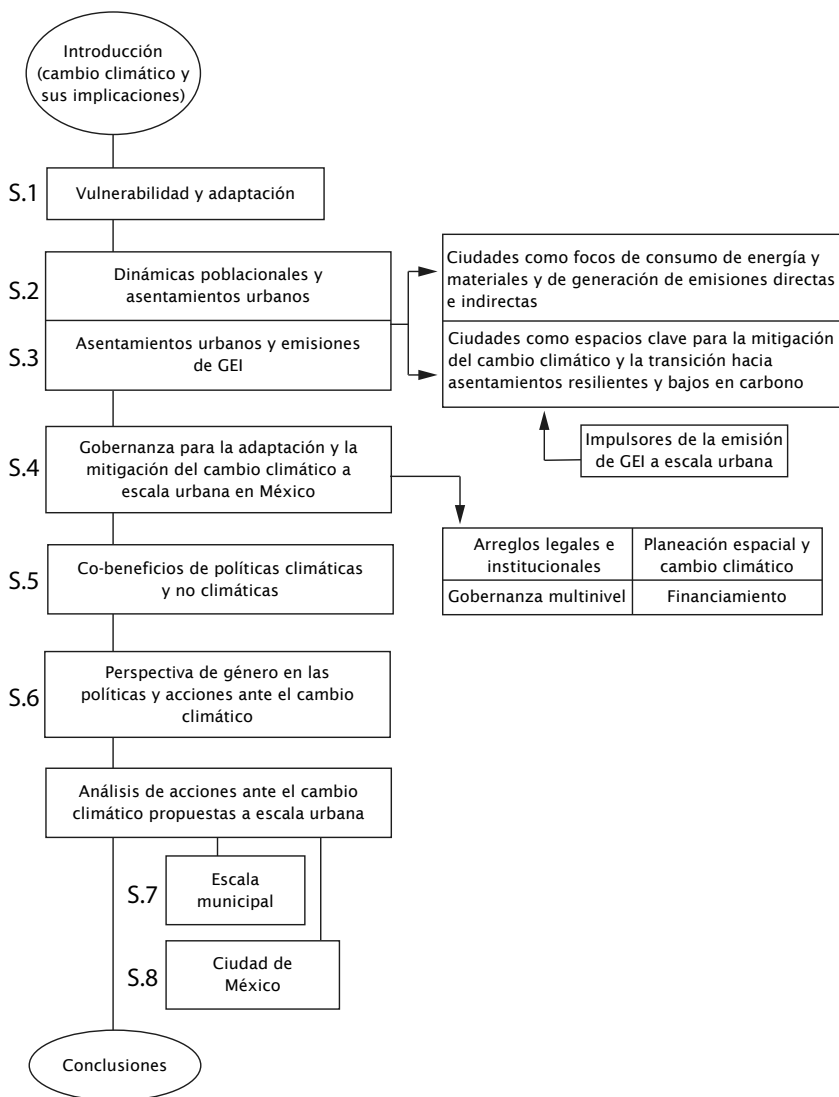 Introducción
(cambio climático y
sus implicaciones)
S.1
Vulnerabilidad y adaptación
S.2
Dinámicas poblacionales y
asentamientos urbanos
S.3
Asentamientos urbanos y emisiones
de GEI
Ciudades como focos de consumo de energía y
materiales y de generación de emisiones directas
e indirectas
Ciudades como espacios clave para la mitigación
del cambio climático y la transición hacia
asentamientos resilientes y bajos en carbono
Impulsores de la emisión
de GEI a escala urbana
S.4
Gobernanza para la adaptación y la
mitigación del cambio climático a
escala urbana en México
Arreglos legales e
institucionales
Planeación espacial y
cambio climático
Gobernanza multinivel
Financiamiento
S.5
Co-beneficios de políticas climáticas
y no climáticas
S.6
Perspectiva de género en las
políticas y acciones ante el cambio
climático
Análisis de acciones ante el cambio
climático propuestas a escala urbana
S.7
Escala
municipal
S.8
Ciudad de
México
Conclusiones